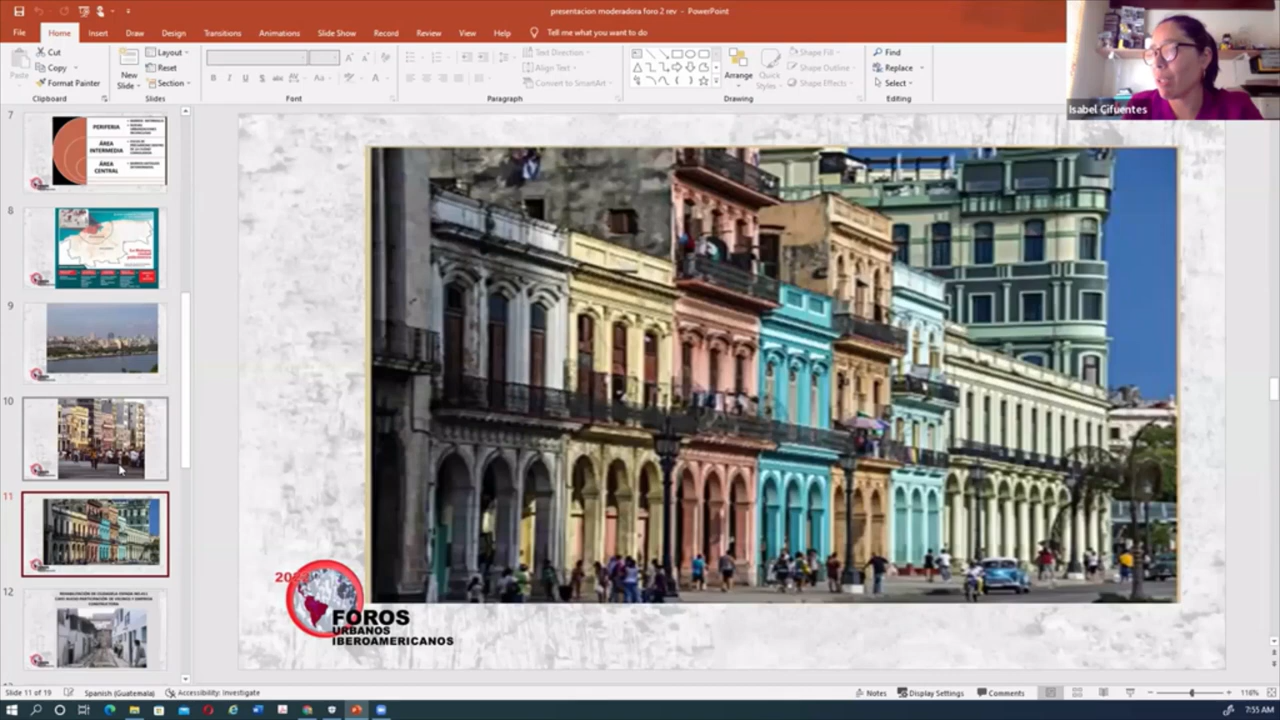 presentacion moderadora foro 2 rev - PowerPoint
File Home Insert Draw Design Transitions Animations Slide Show Record Review View Help Tell me what you want to do
Paste
Cut
Copy
Format Painter
Clipboard
New
Slide
Layout
Reset
Section
Slides
Font
Text Direction
Align Text
Convert to SmartArt
Paragraph
Arrange
Quick
Styles
Shape Fill
Shape Outline
Shape Effects
Drawing
Find
Replace
Select
Editing
Isabel Cifuentes
7
PERIFERIA
ÁREA
INTERMEDIA
ÁREA
CENTRAL
8
9
10
11
12
FOROS
URBANOS
IBEROAMERICANOS
Slide 11 of 19 Spanish (Guatemala) Accessibility: Investigate Notes Display Settings Comments 116%
7:55 AM